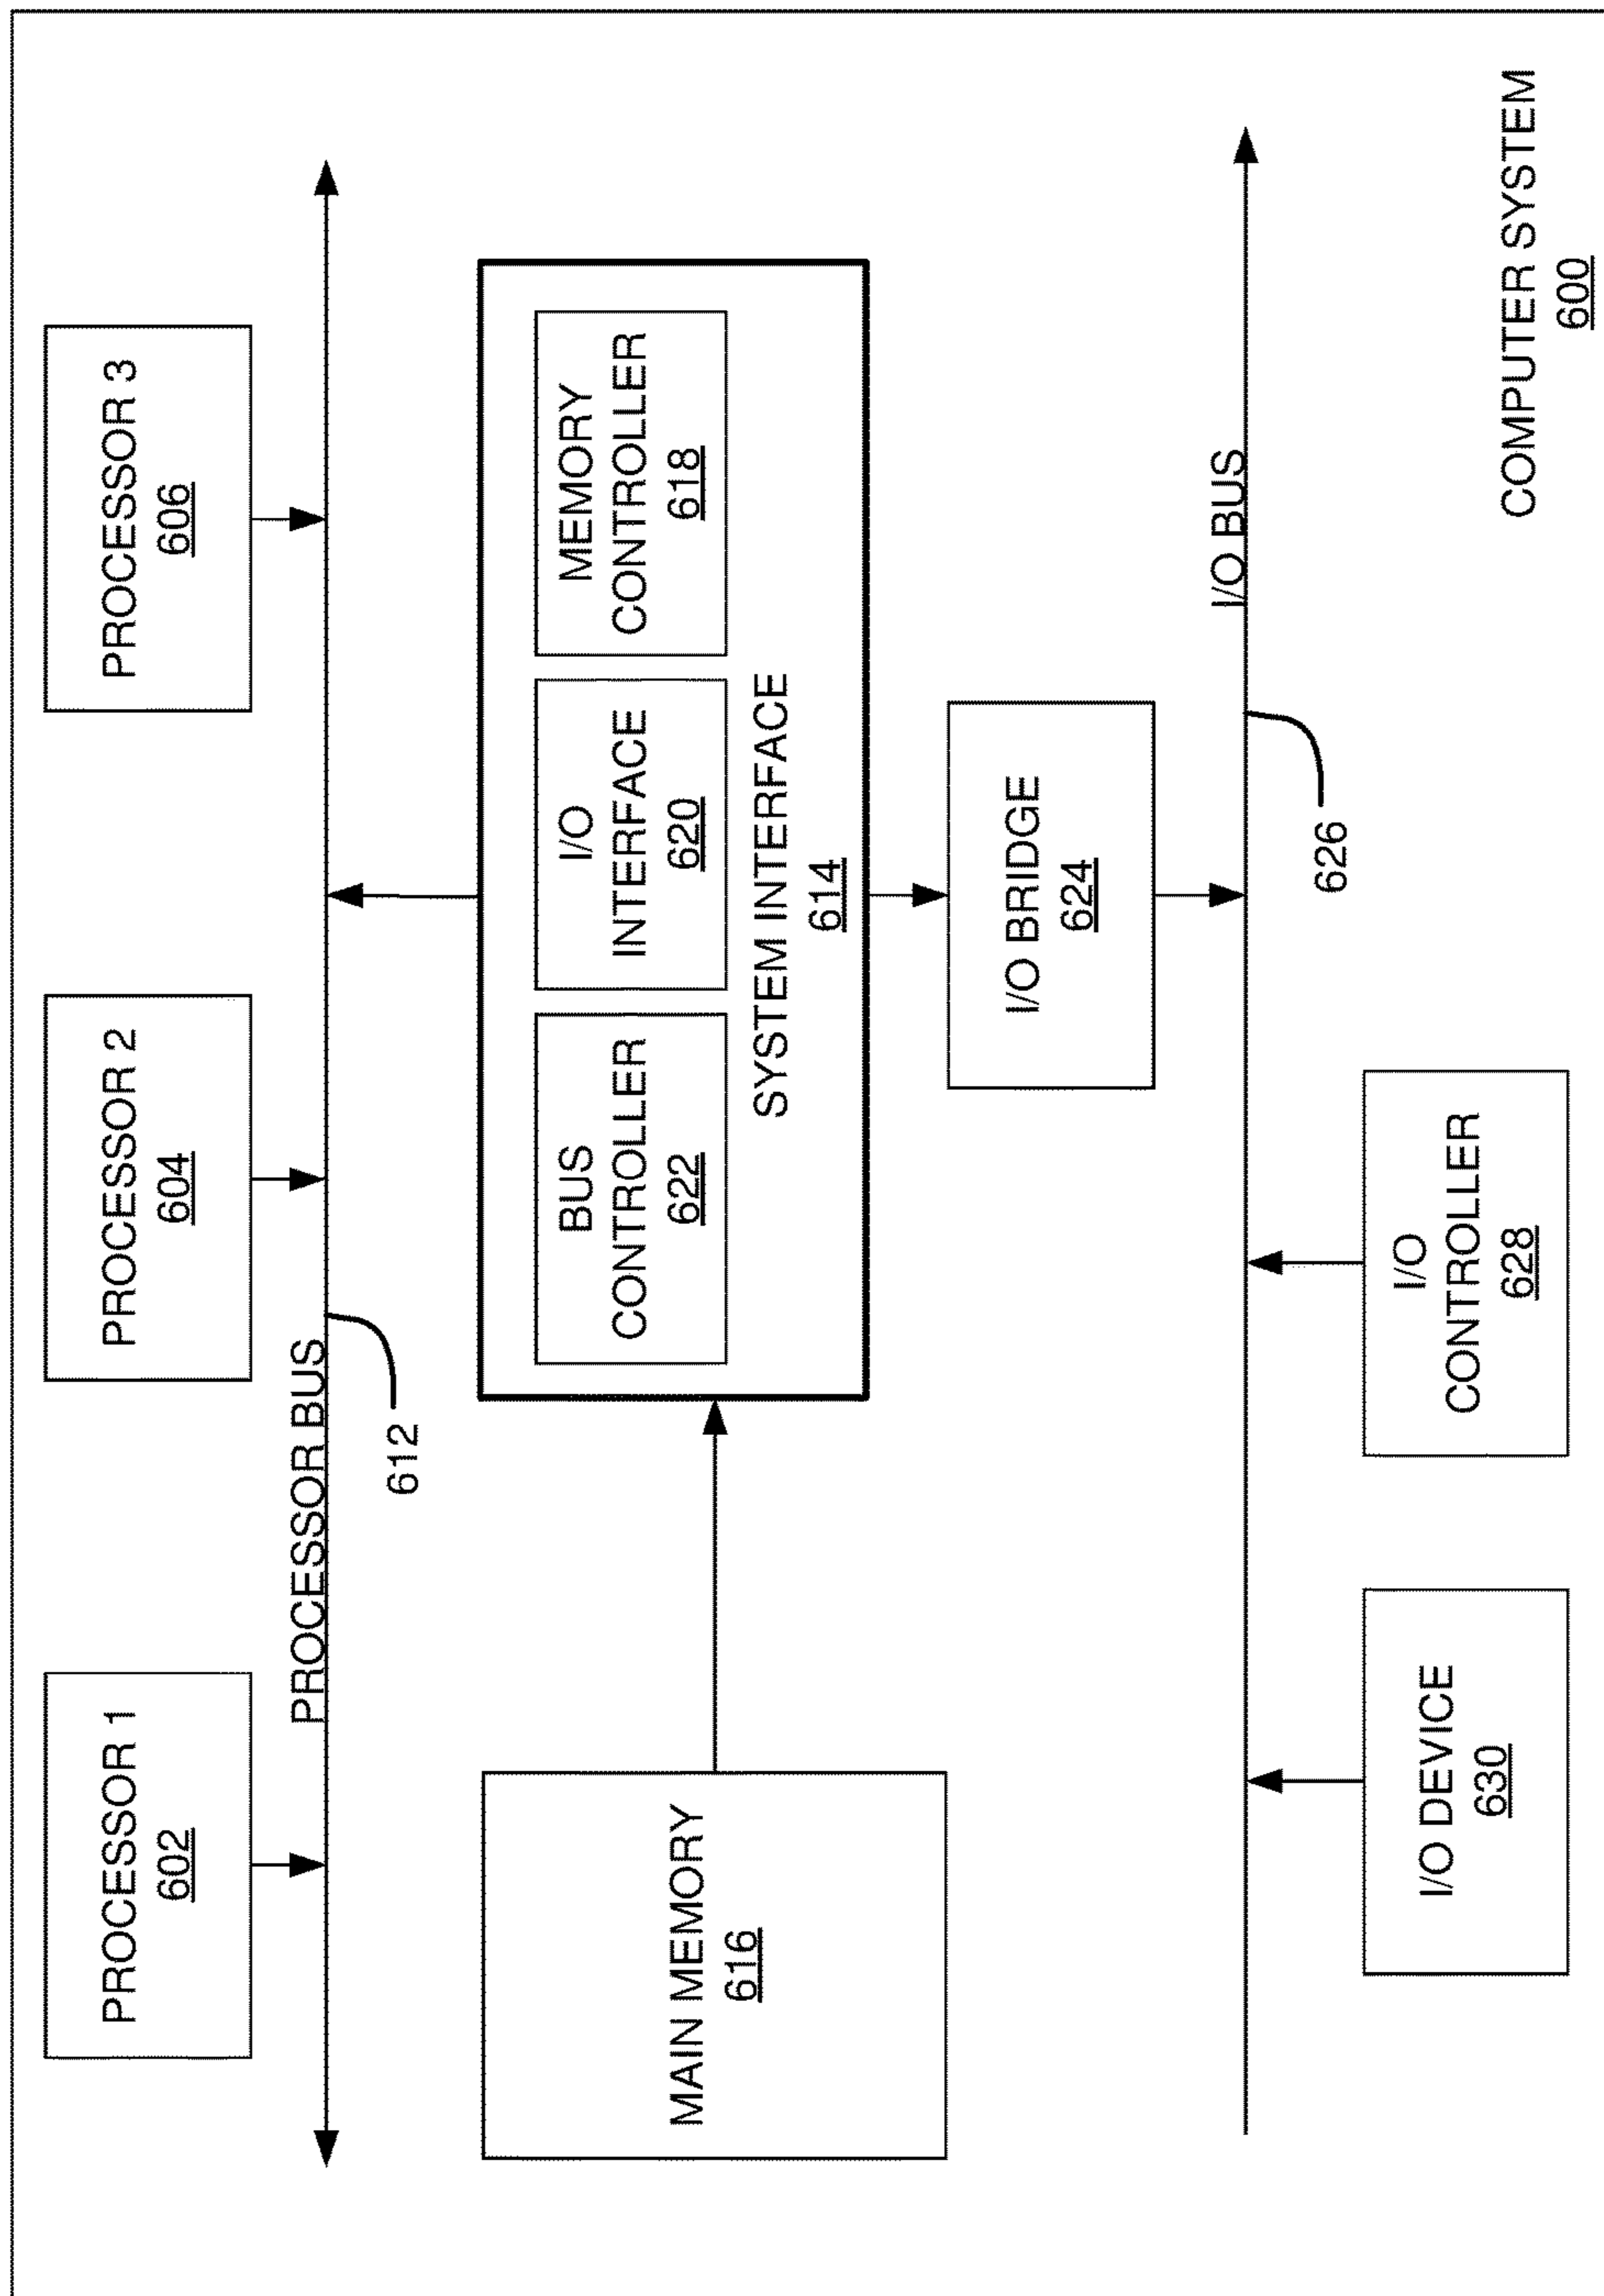 PROCESSOR 1
602
PROCESSOR 2
604
PROCESSOR 3
606
PROCESSOR BUS
612
MAIN MEMORY
616
BUS
CONTROLLER
622
I/O
INTERFACE
620
MEMORY
CONTROLLER
618
SYSTEM INTERFACE
614
I/O BRIDGE
624
I/O BUS
626
I/O DEVICE
630
I/O
CONTROLLER
628
COMPUTER SYSTEM
600